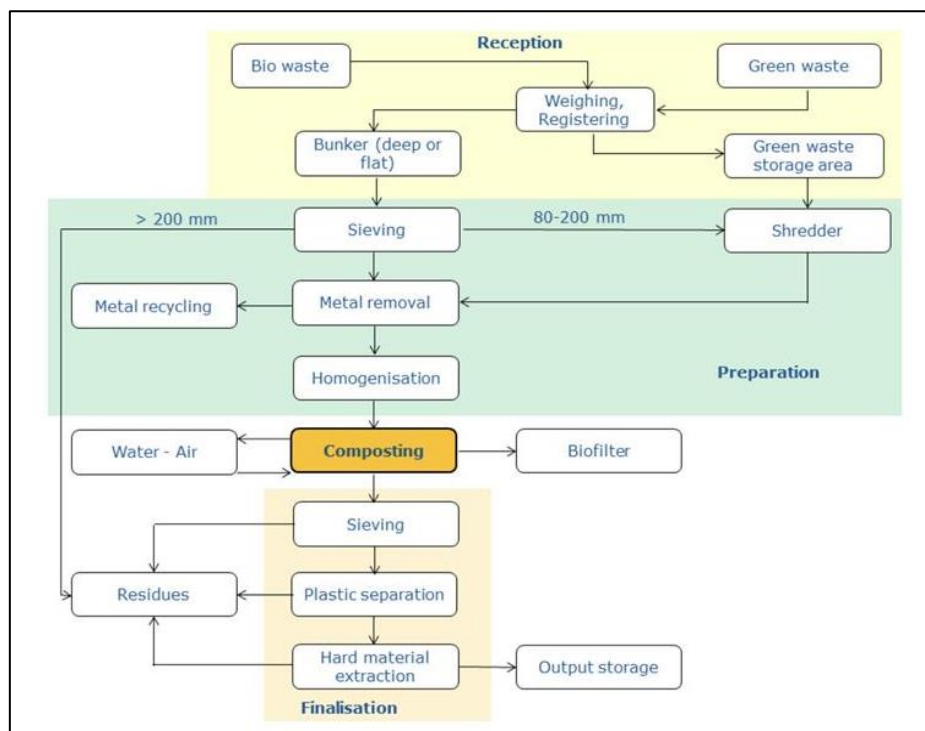 Reception
Bio waste
Green waste
Weighing,
Registering
Bunker (deep or
flat)
Green waste
storage area
> 200 mm
Sieving
80-200 mm
Shredder
Metal recycling
Metal removal
Homogenisation
Preparation
Water - Air
Composting
Biofilter
Sieving
Residues
Plastic separation
Hard material
extraction
Output storage
Finalisation